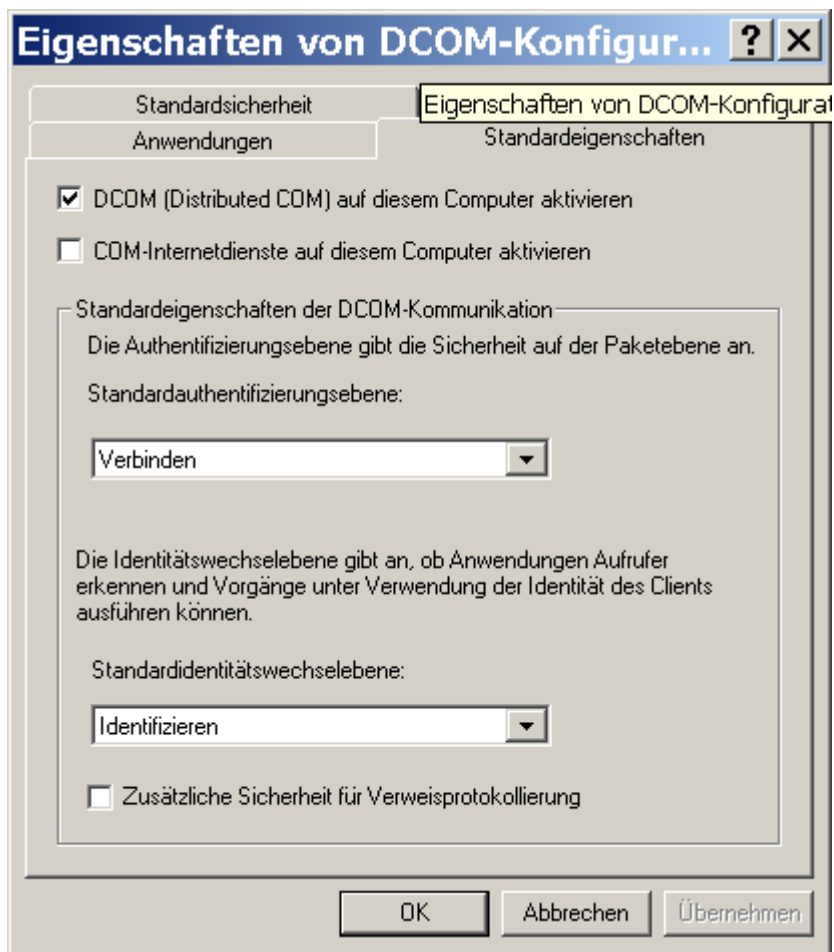 Eigenschaften von DCOM-Konfigur... ? X
Standardsicherheit
Eigenschaften von DCOM-Konfigurat
Anwendungen
Standardeigenschaften
DCOM (Distributed COM) auf diesem Computer aktivieren
COM-Internetdienste auf diesem Computer aktivieren
Standardeigenschaften der DCOM-Kommunikation
Die Authentifizierungsebene gibt die Sicherheit auf der Paketebene an.
Standardauthentifizierungsebene:
Verbinden
Die Identitätswechselebene gibt an, ob Anwendungen Aufrufer
erkennen und Vorgänge unter Verwendung der Identität des Clients
ausführen können.
Standardidentitätswechselebene:
Identifizieren
Zusätzliche Sicherheit für Verweisprotokollierung
OK
Abbrechen
Übernehmen